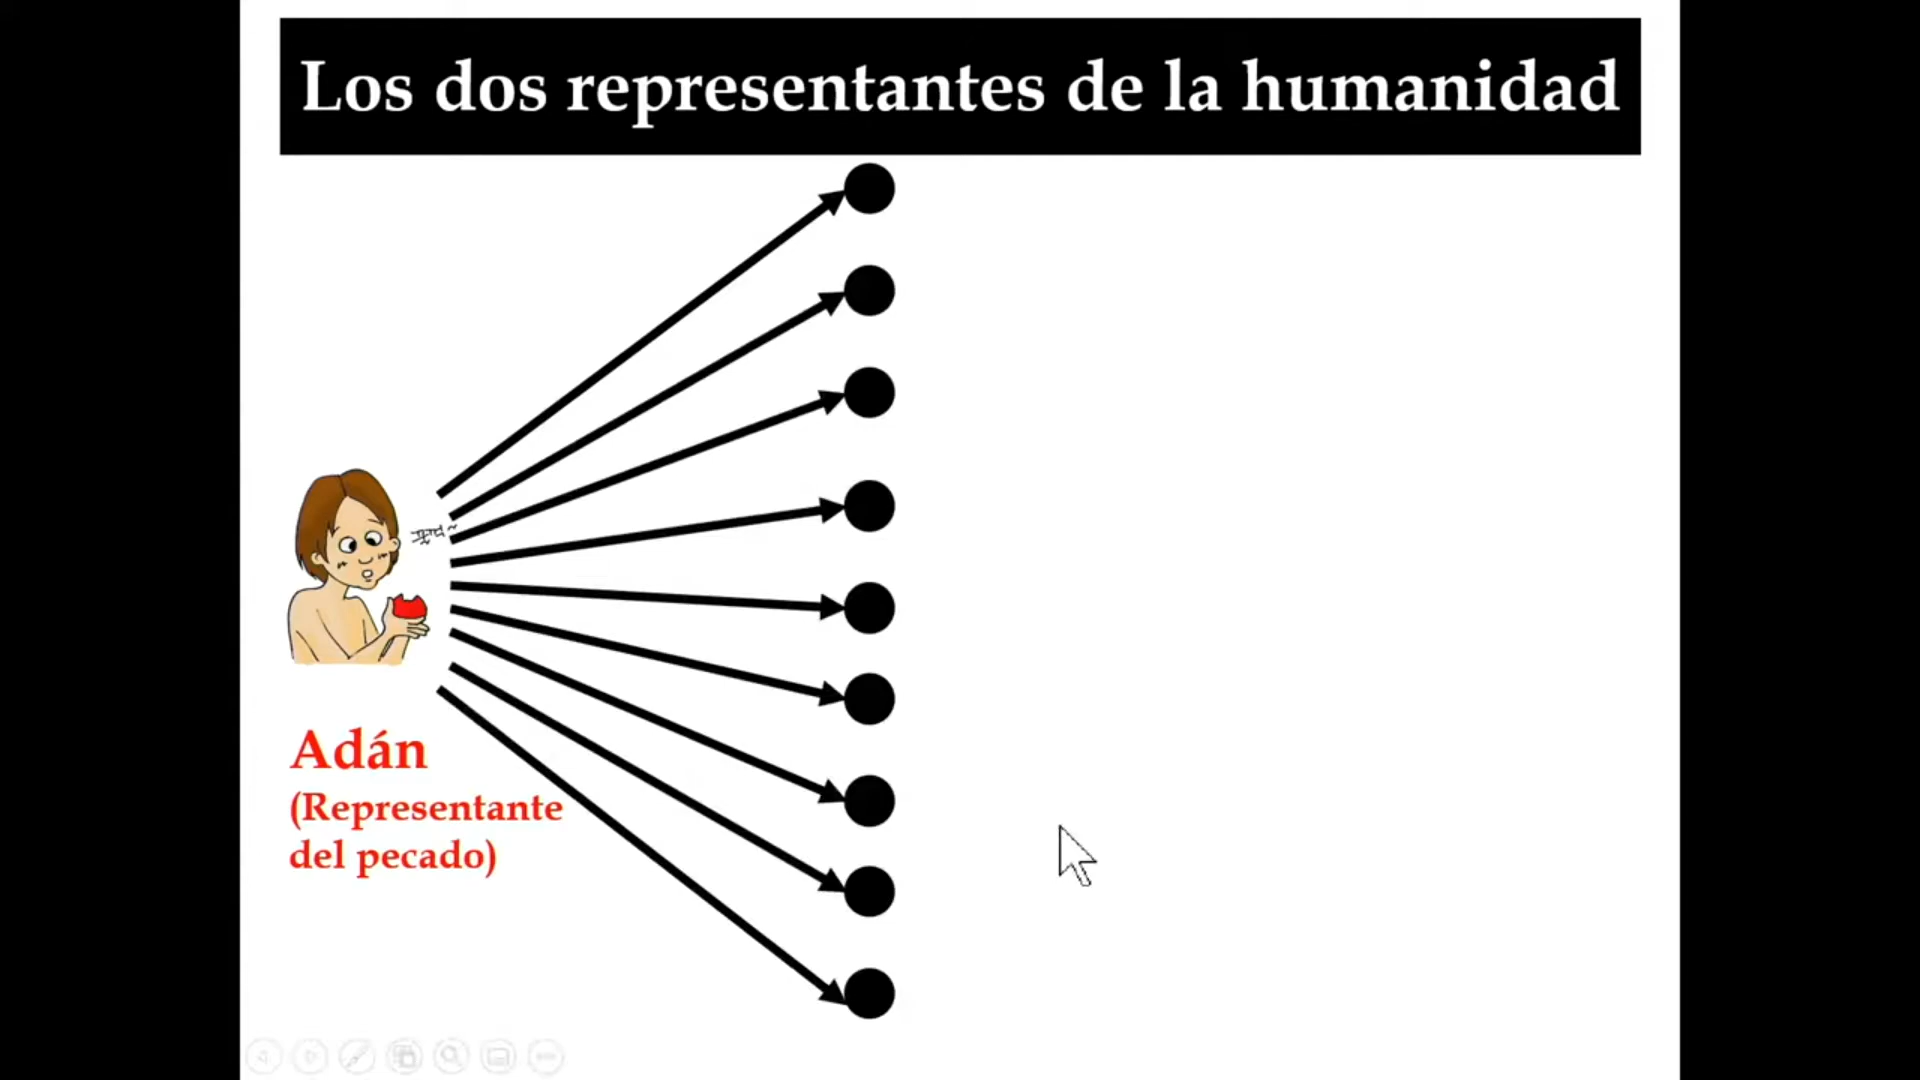 Los dos representantes de la humanidad
Adán
(Representante
del pecado)